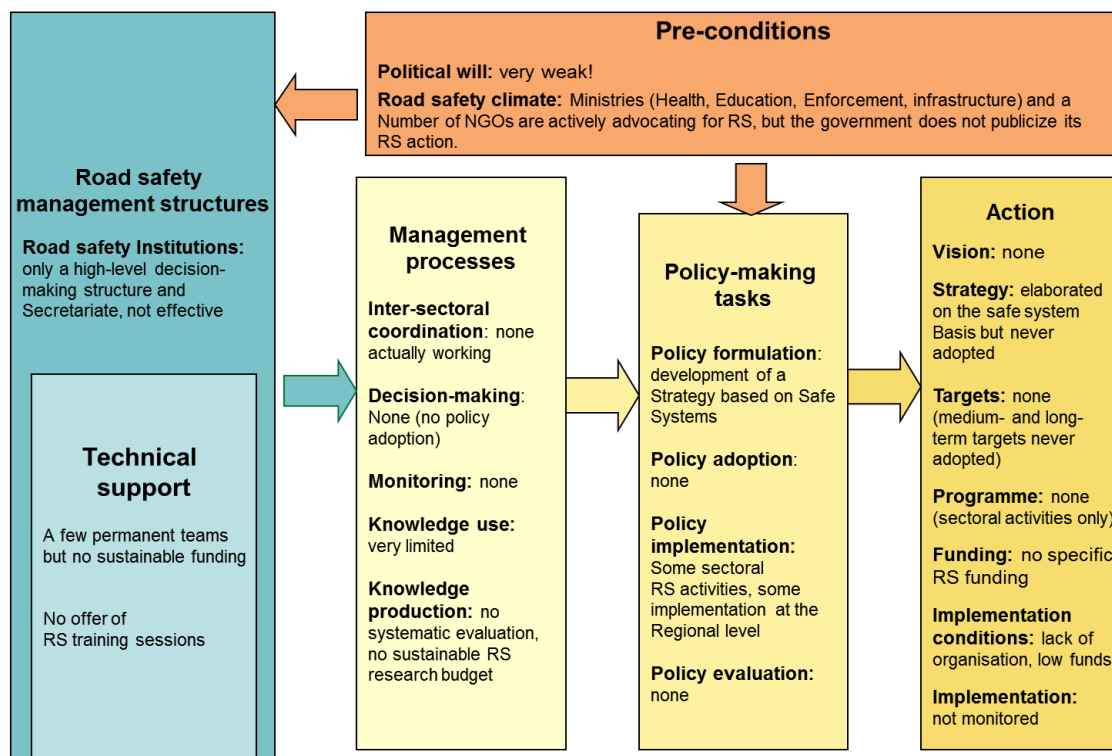 Pre-conditions
Political will: very weak!
Road safety climate: Ministries (Health, Education, Enforcement, infrastructure) and a
Number of NGOs are actively advocating for RS, but the government does not publicize its
RS action.
Road safety
management structures
Road safety Institutions:
only a high-level decision-
making structure and
Secretariate, not effective
Technical
support
A few permanent teams
but no sustainable funding
No offer of
RS training sessions
Management
processes
Inter-sectoral
coordination: none
actually working
Decision-making:
None (no policy
adoption)
Monitoring: none
Knowledge use:
very limited
Knowledge
production: no
systematic evaluation,
no sustainable RS
research budget
Policy-making
tasks
Policy formulation:
development of a
Strategy based on Safe
Systems
Policy adoption:
none
Policy
implementation:
Some sectoral
RS activities, some
implementation at the
Regional level
Policy evaluation:
none
Action
Vision: none
Strategy: elaborated
on the safe system
Basis but never
adopted
Targets: none
(medium- and long-
term targets never
adopted)
Programme: none
(sectoral activities only)
Funding: no specific
RS funding
Implementation
conditions: lack of
organisation, low funds
Implementation:
not monitored